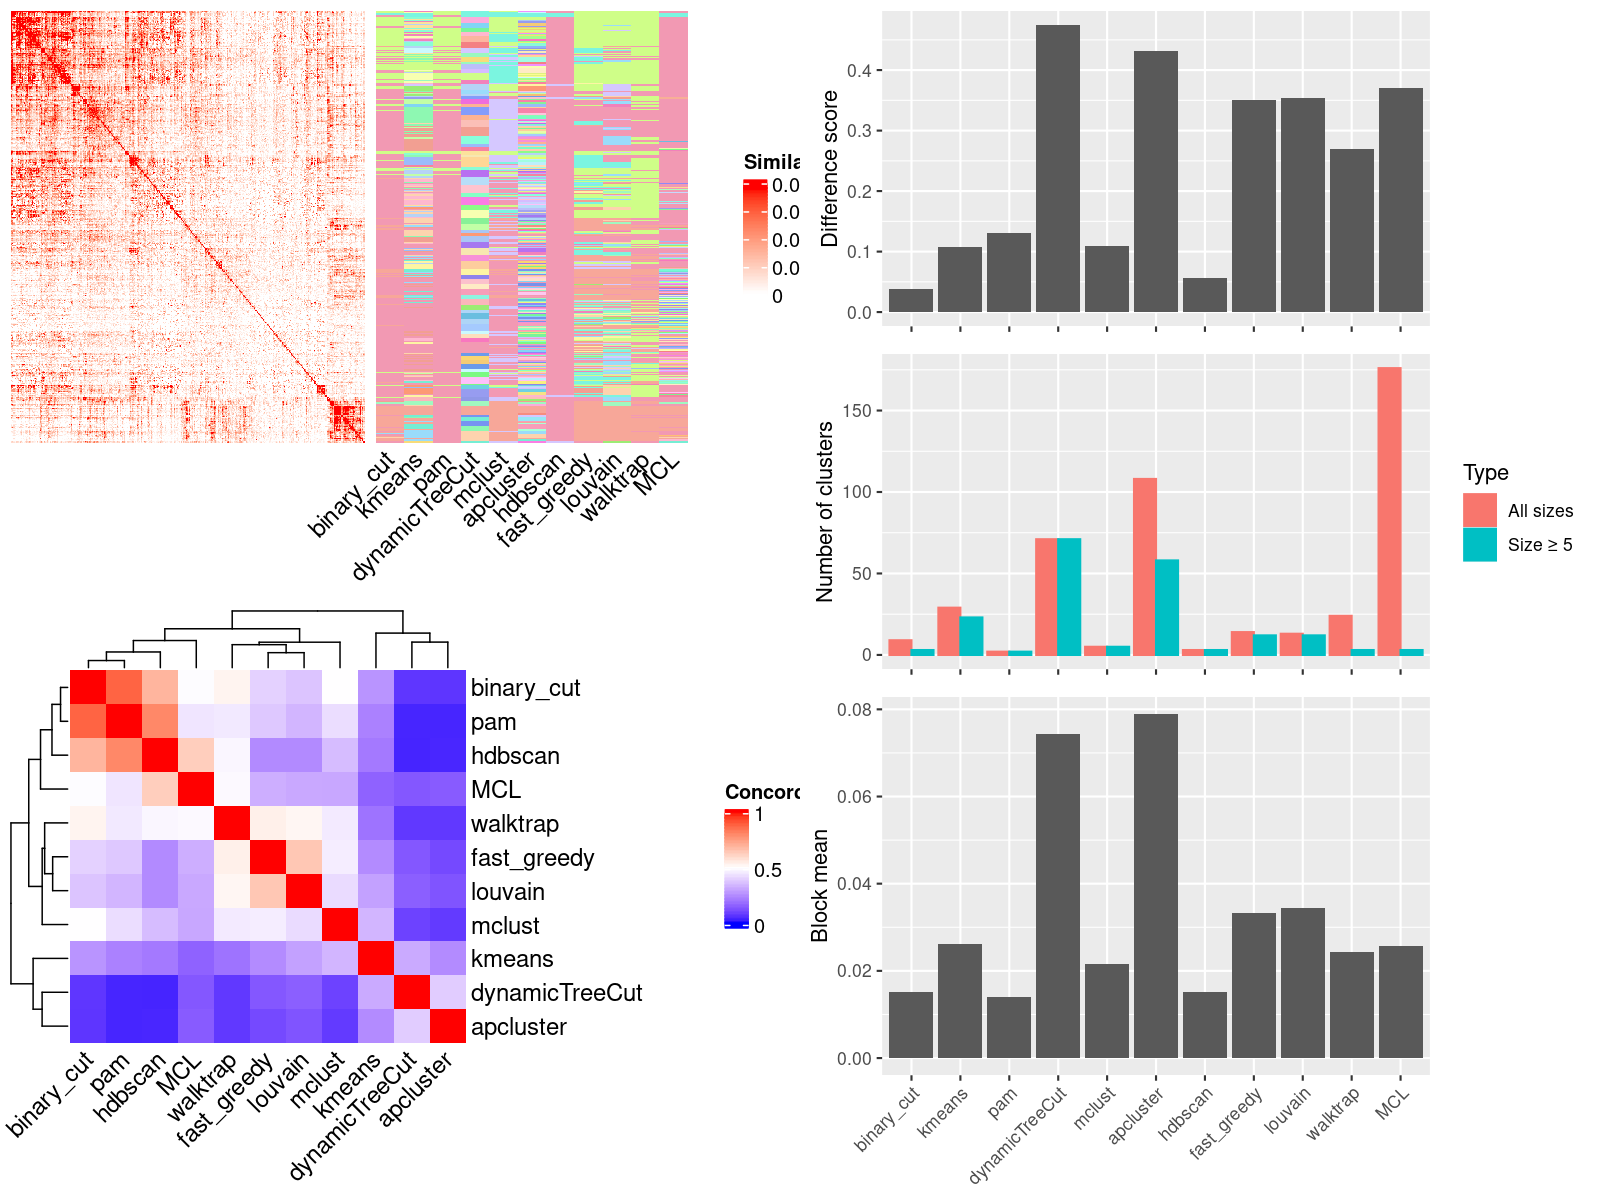 Simila
0.0
0.0
0.0
0.0
0
binary_cut
kmeans
pam
dynamicTreeCut
mclust
apcluster
hdbscan
fast_greedy
louvain
walktrap
MCL
binary_cut
pam
hdbscan
MCL
walktrap
fast_greedy
louvain
mclust
kmeans
dynamicTreeCut
apcluster
binary_cut
pam
hdbscan
MCL
walktrap
fast_greedy
louvain
mclust
kmeans
dynamicTreeCut
apcluster
Concord
1
0.5
0
Difference score
0.4
0.3
0.2
0.1
0.0
Number of clusters
150
100
50
0
Type
All sizes
Size ≥ 5
Block mean
0.08
0.06
0.04
0.02
0.00
binary_cut
kmeans
pam
dynamicTreeCut
mclust
apcluster
hdbscan
fast_greedy
louvain
walktrap
MCL